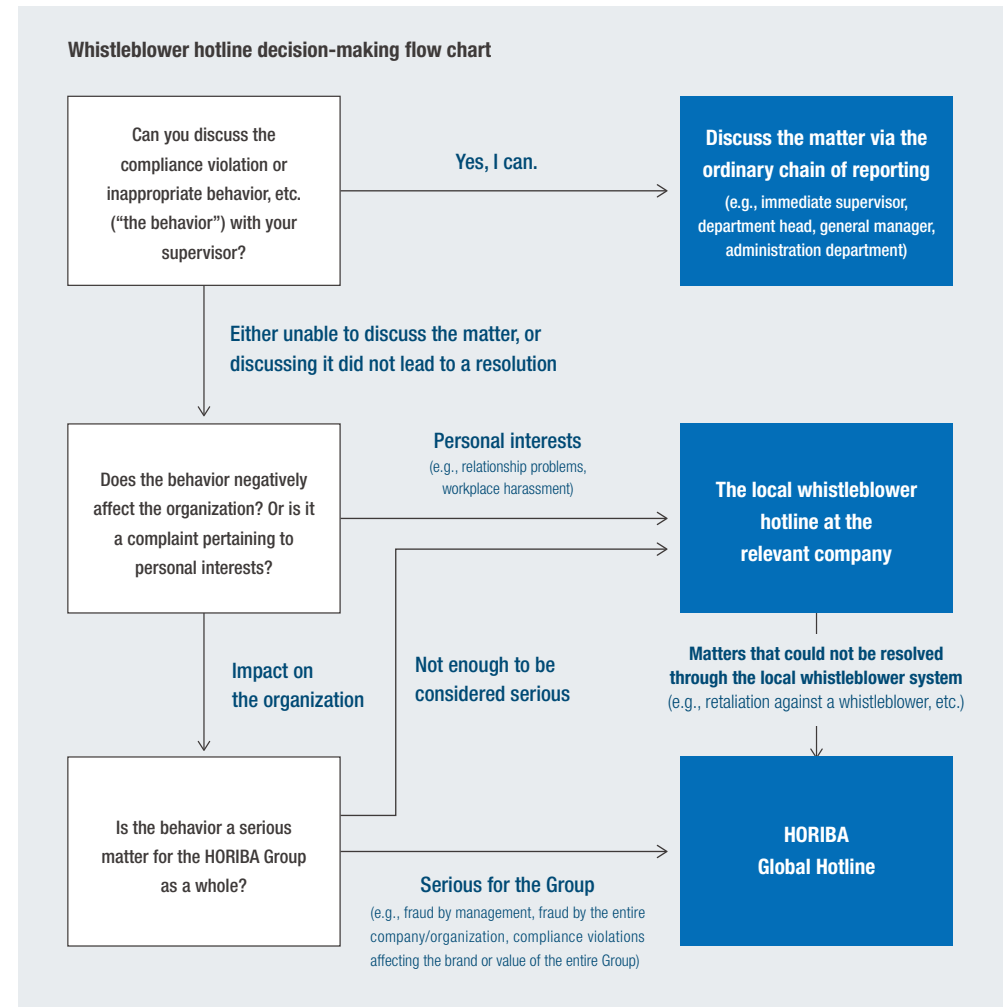 Whistleblower hotline decision-making flow chart
Can you discuss the
compliance violation or
inappropriate behavior, etc.
(“the behavior”) with your
supervisor?
Yes, I can.
Discuss the matter via the
ordinary chain of reporting
(e.g., immediate supervisor,
department head, general manager,
administration department)
Either unable to discuss the matter, or
discussing it did not lead to a resolution
Does the behavior negatively
affect the organization? Or is it
a complaint pertaining to
personal interests?
Personal interests
(e.g., relationship problems,
workplace harassment)
The local whistleblower
hotline at the
relevant company
Impact on
the organization
Not enough to be
considered serious
Matters that could not be resolved
through the local whistleblower system
(e.g., retaliation against a whistleblower, etc.)
Is the behavior a serious
matter for the HORIBA Group
as a whole?
Serious for the Group
(e.g., fraud by management, fraud by the entire
company/organization, compliance violations
affecting the brand or value of the entire Group)
HORIBA
Global Hotline